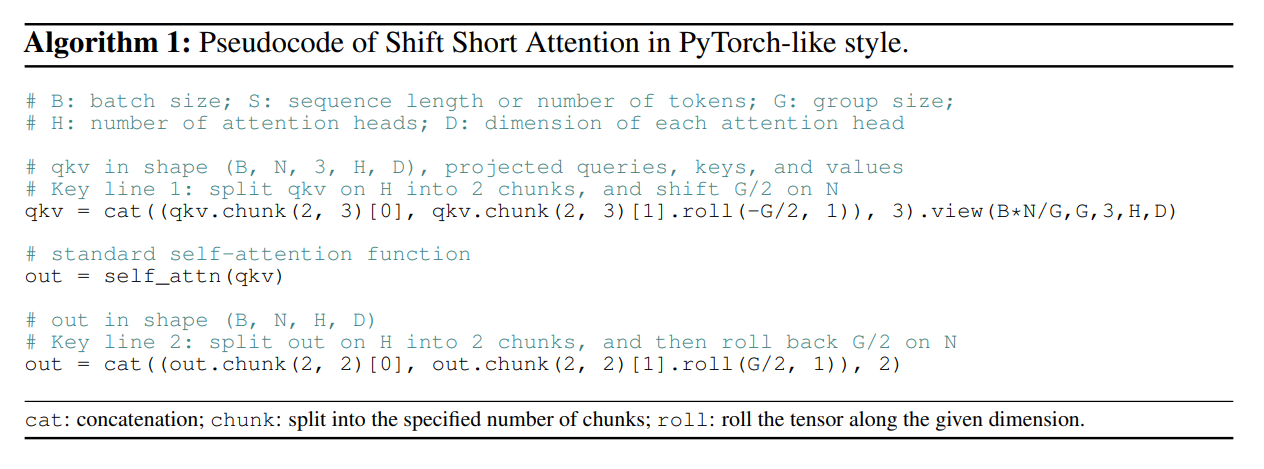 Algorithm 1: Pseudocode of Shift Short Attention in PyTorch-like style.
# B: batch size; S: sequence length or number of tokens; G: group size;
# H: number of attention heads; D: dimension of each attention head
# qkv in shape (B, N, 3, H, D), projected queries, keys, and values
# Key line 1: split qkv on H into 2 chunks, and shift G/2 on N
qkv = cat((qkv.chunk(2, 3)[0], qkv.chunk(2, 3)[1].roll(-G/2, 1)), 3).view(B*N/G,G,3,H,D)
# standard self-attention function
out = self_attn(qkv)
# out in shape (B, N, H, D)
# Key line 2: split out on H into 2 chunks, and then roll back G/2 on N
out = cat((out.chunk(2, 2)[0], out.chunk(2, 2)[1].roll(G/2, 1)), 2)
cat: concatenation; chunk: split into the specified number of chunks; roll: roll the tensor along the given dimension.